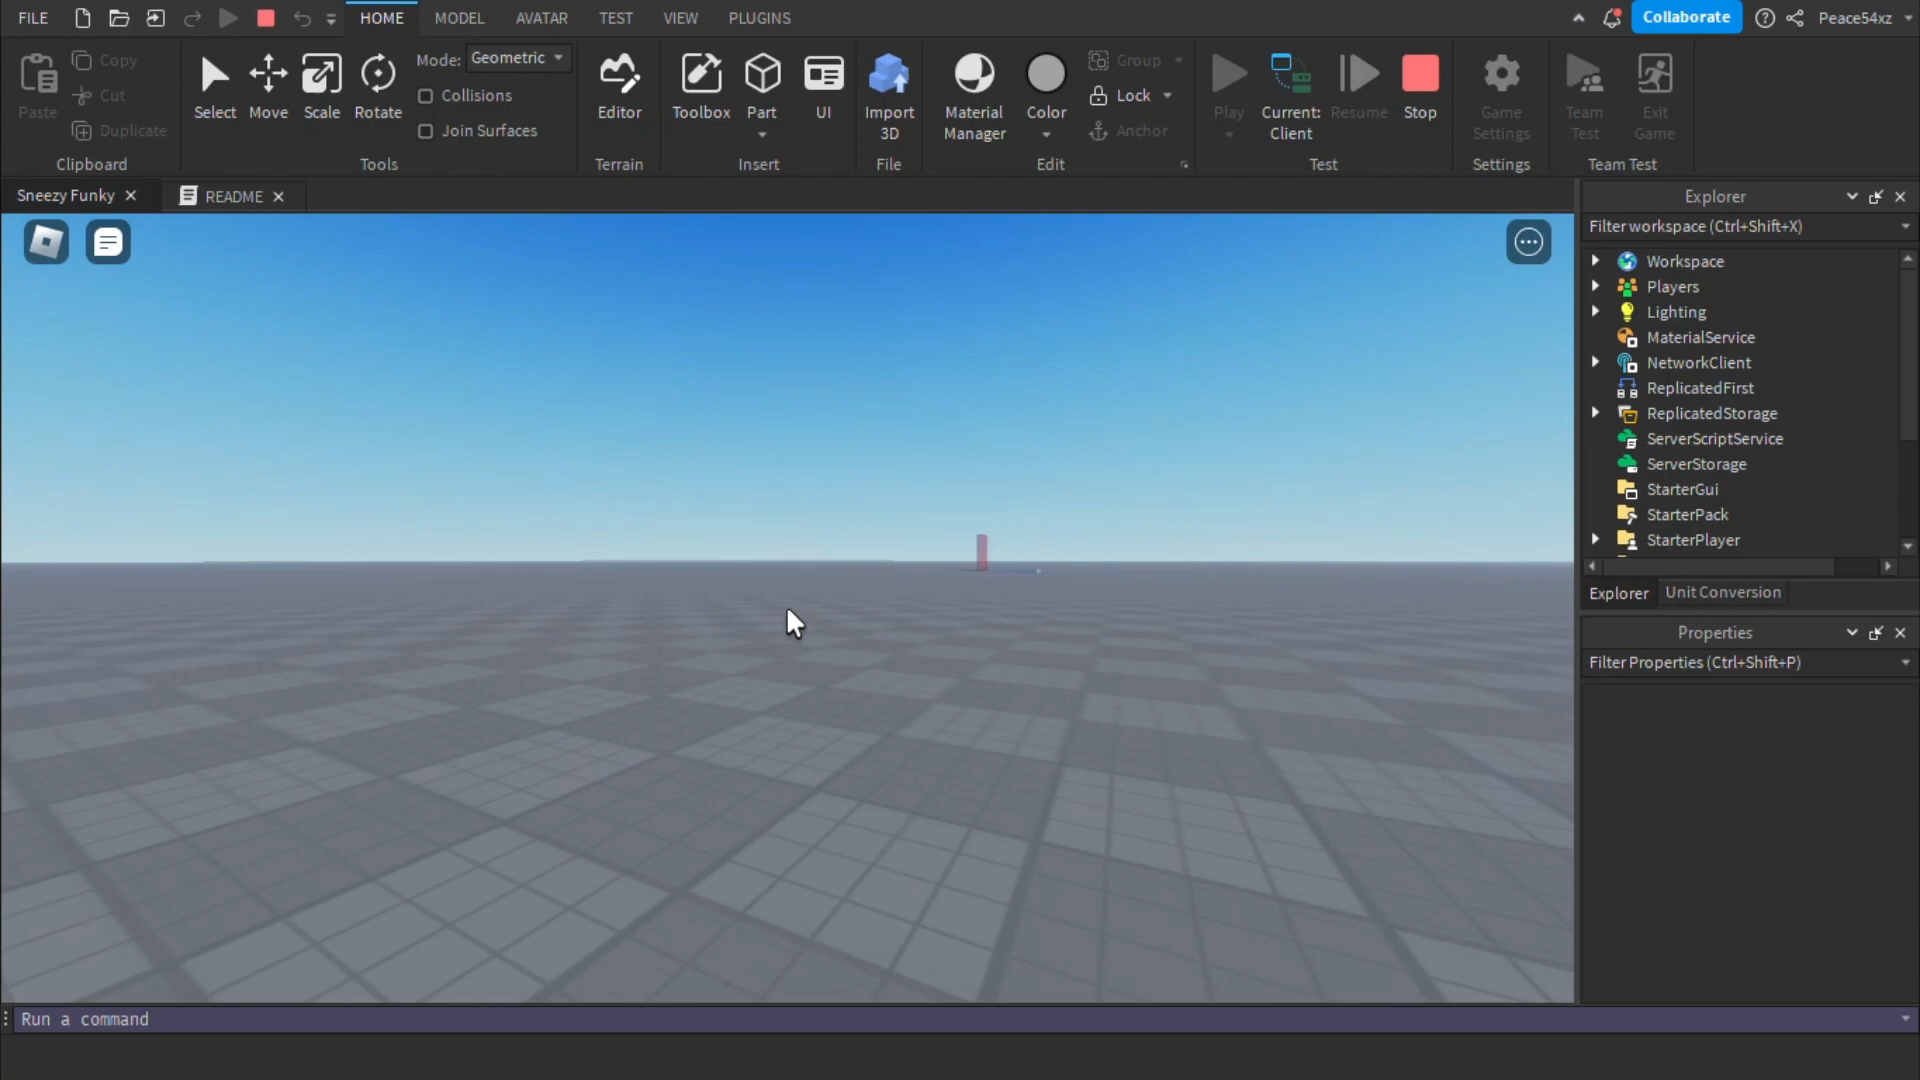 FILE HOME MODEL AVATAR TEST VIEW PLUGINS Collaborate Peace54xz
Paste Copy Cut Duplicate
Clipboard
Select Move Scale Rotate
Mode: Geometric
Collisions
Join Surfaces
Tools
Editor
Terrain
Toolbox Part UI
Insert
Import
3D
File
Material
Manager
Color
Group
Lock
Anchor
Edit
Play
Current:
Client
Resume Stop
Test
Game
Settings
Settings
Team
Test
Exit
Game
Team Test
Sneezy Funky README
Explorer
Filter workspace (Ctrl+Shift+X)
Workspace
Players
Lighting
MaterialService
NetworkClient
ReplicatedFirst
ReplicatedStorage
ServerScriptService
ServerStorage
StarterGui
StarterPack
StarterPlayer
Explorer Unit Conversion
Properties
Filter Properties (Ctrl+Shift+P)
Run a command